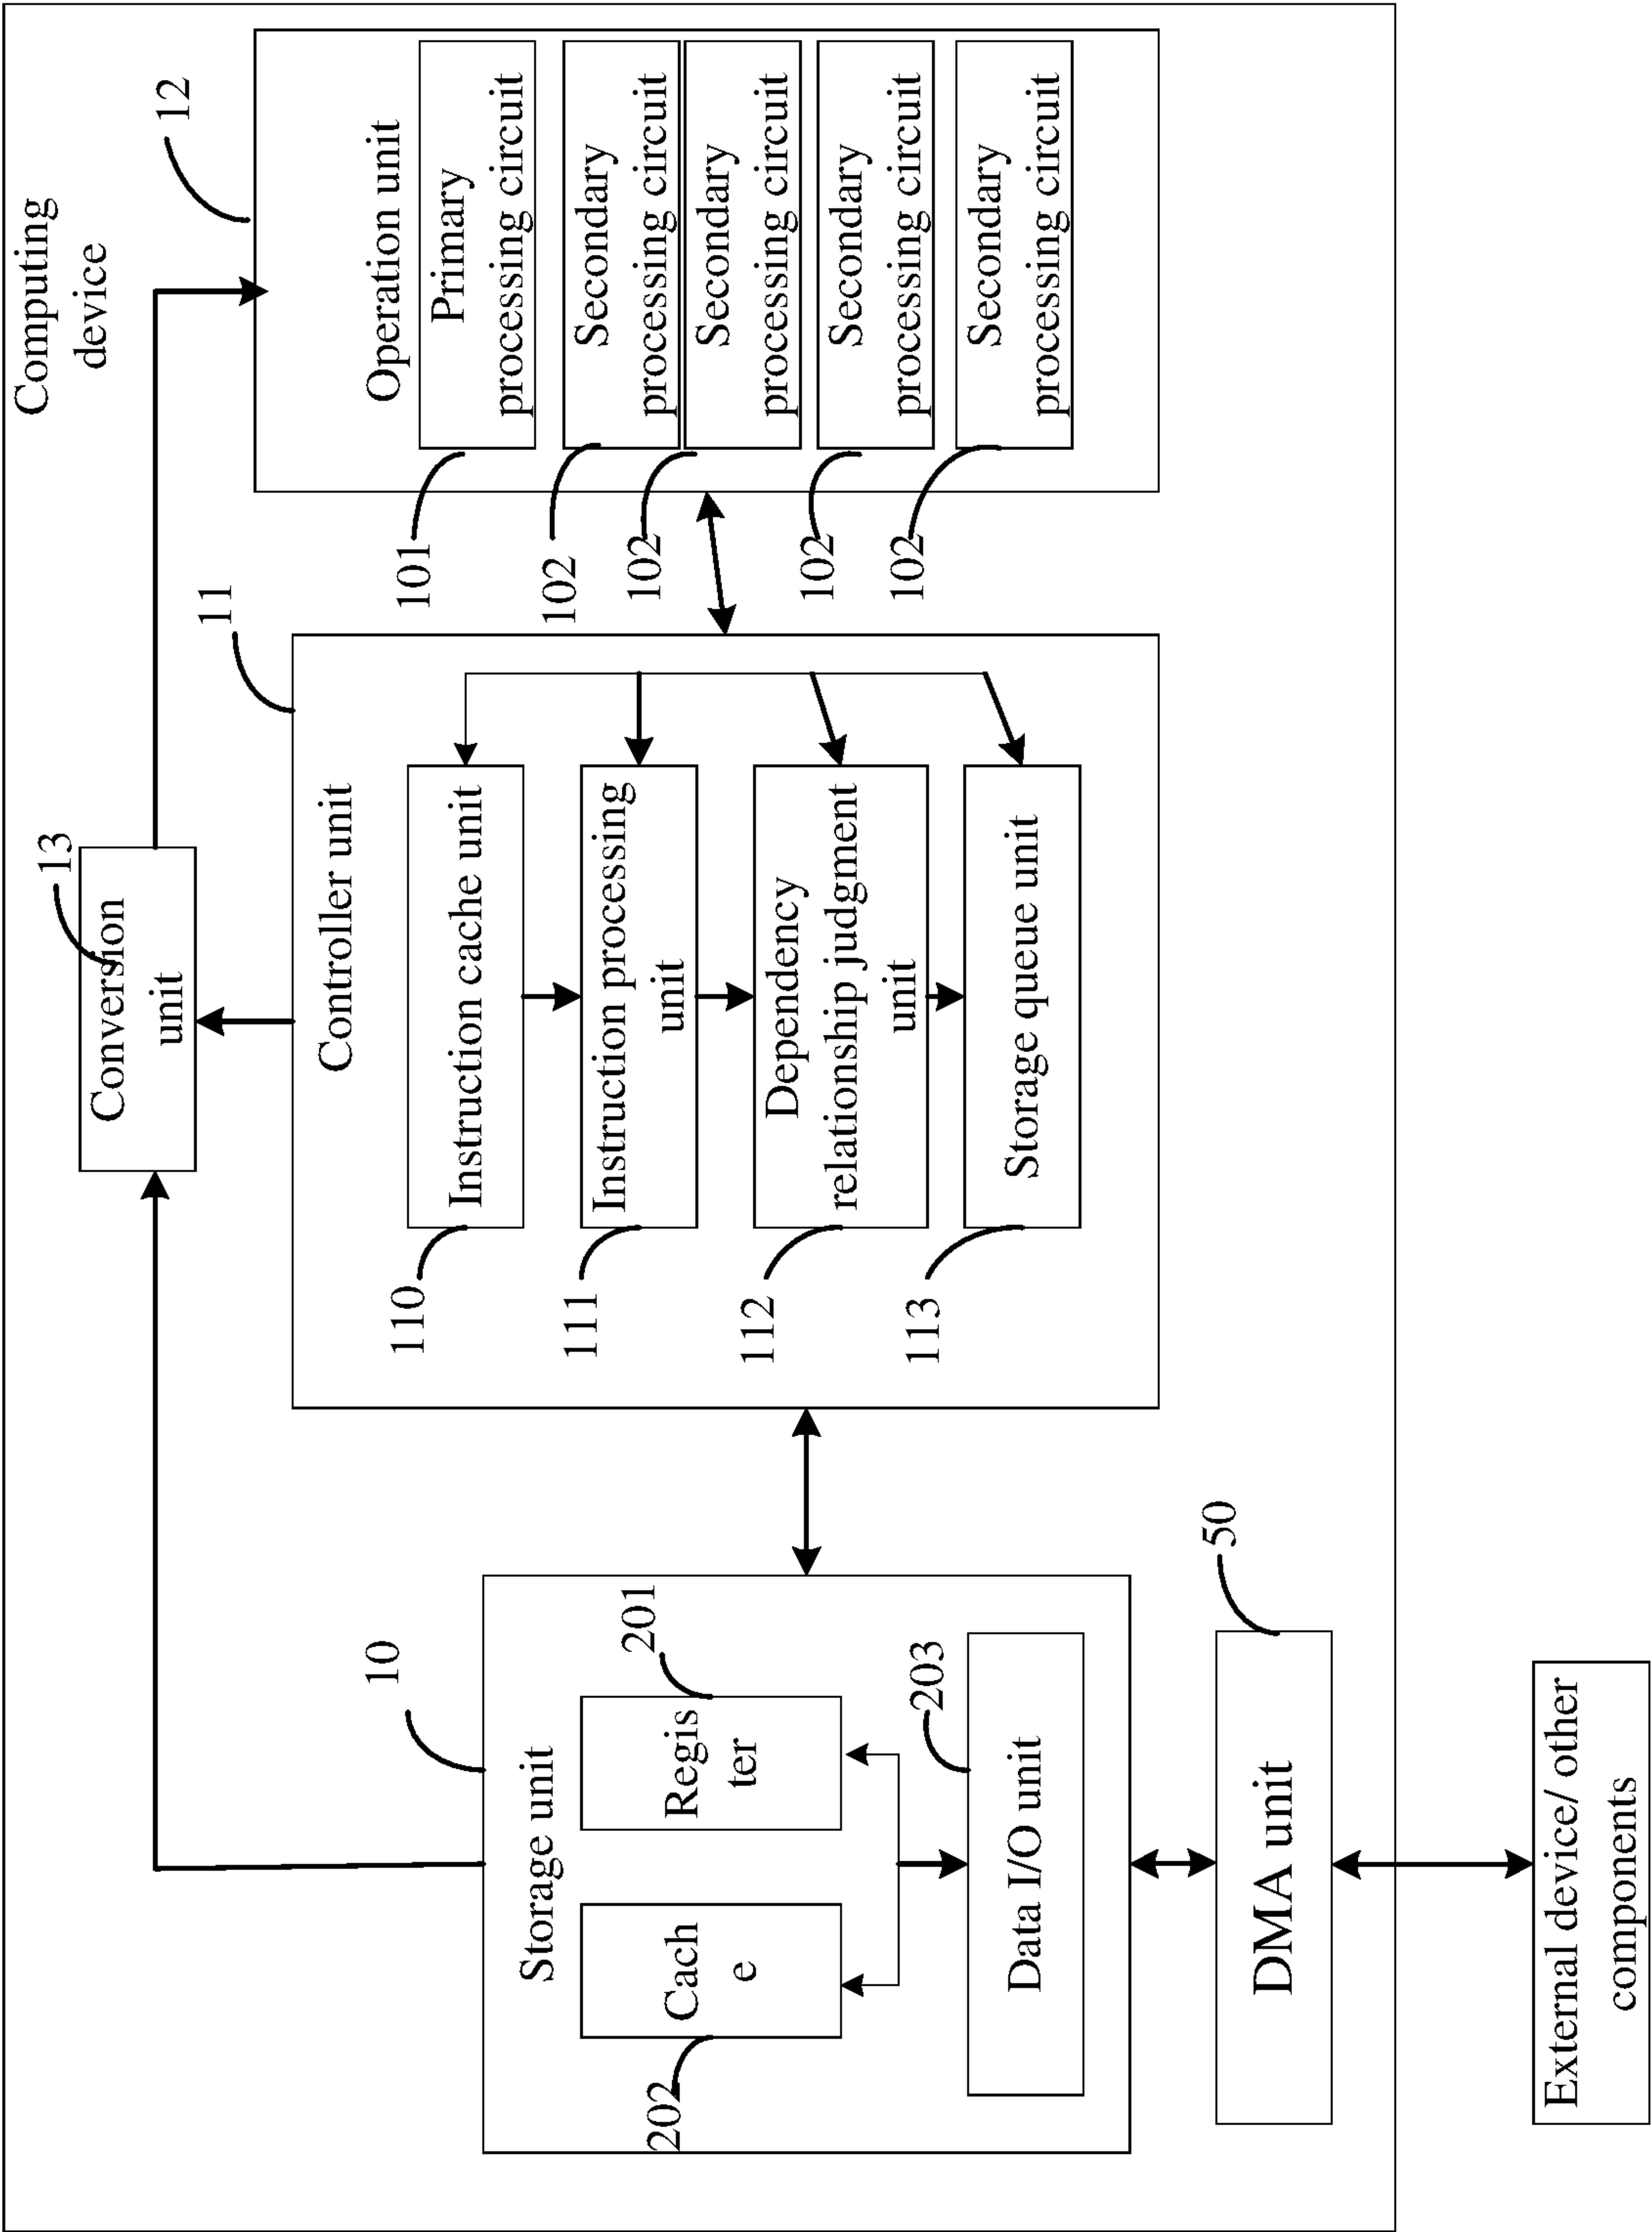 Computing
device
13
Conversion
unit
12
Operation unit
Primary
processing circuit
Secondary
processing circuit
Secondary
processing circuit
Secondary
processing circuit
Secondary
processing circuit
101
102
102
102
102
11
Controller unit
Instruction cache unit
Instruction processing
unit
Dependency
relationship judgment
unit
Storage queue unit
110
111
112
113
10
Storage unit
201
Regis
ter
Cach
e
202
203
Data I/O unit
50
DMA unit
External device/ other
components